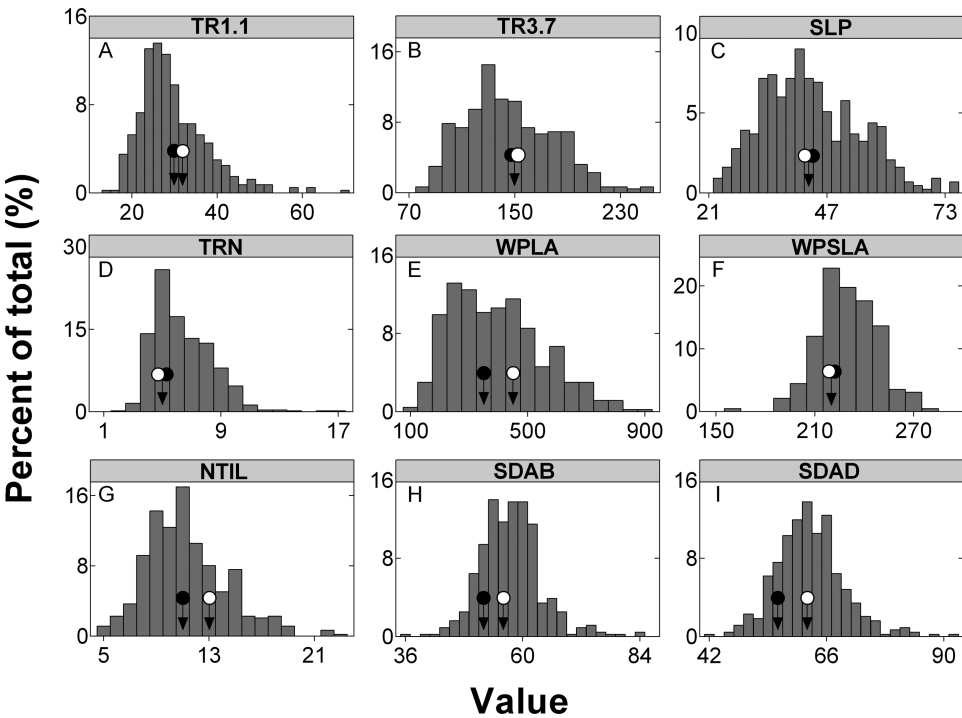 Percent of total (%)
TR1.1
A
16
8
0
20 40 60
TR3.7
B
16
8
0
70 150 230
SLP
C
10
5
0
21 47 73
TRN
D
30
15
0
1 9 17
WPLA
E
16
8
0
100 500 900
WPSLA
F
20
10
0
150 210 270
NTIL
G
16
8
0
5 13 21
SDAB
H
16
8
0
36 60 84
SDAD
I
16
8
0
42 66 90
Value